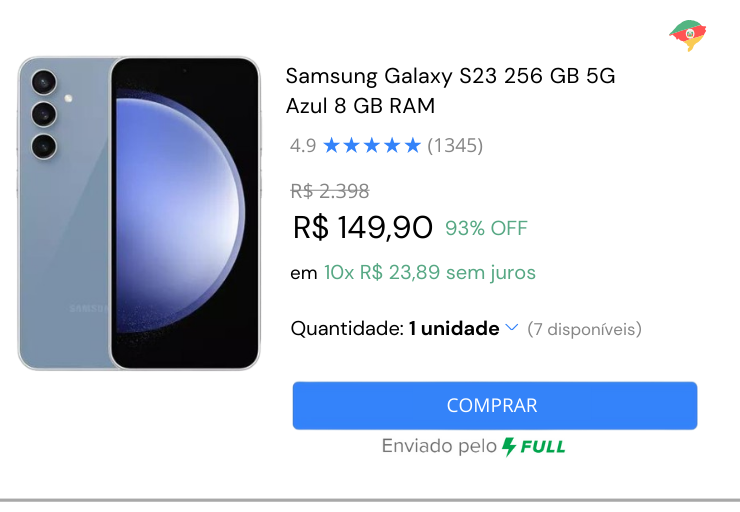 Samsung Galaxy S23 256 GB 5G
Azul 8 GB RAM
4.9 ★★★★★ (1345)
R$ 2.398
R$ 149,90 93% OFF
em 10x R$ 23,89 sem juros
Quantidade: 1 unidade (7 disponíveis)
SAMSUNG
COMPRAR
Enviado pelo FULL